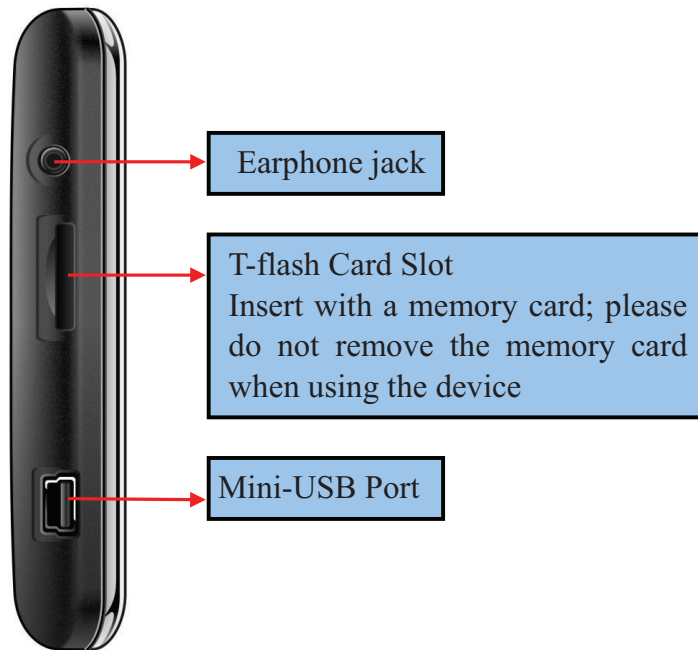 Earphone jack
T-flash Card Slot
Insert with a memory card; please
do not remove the memory card
when using the device
Mini-USB Port